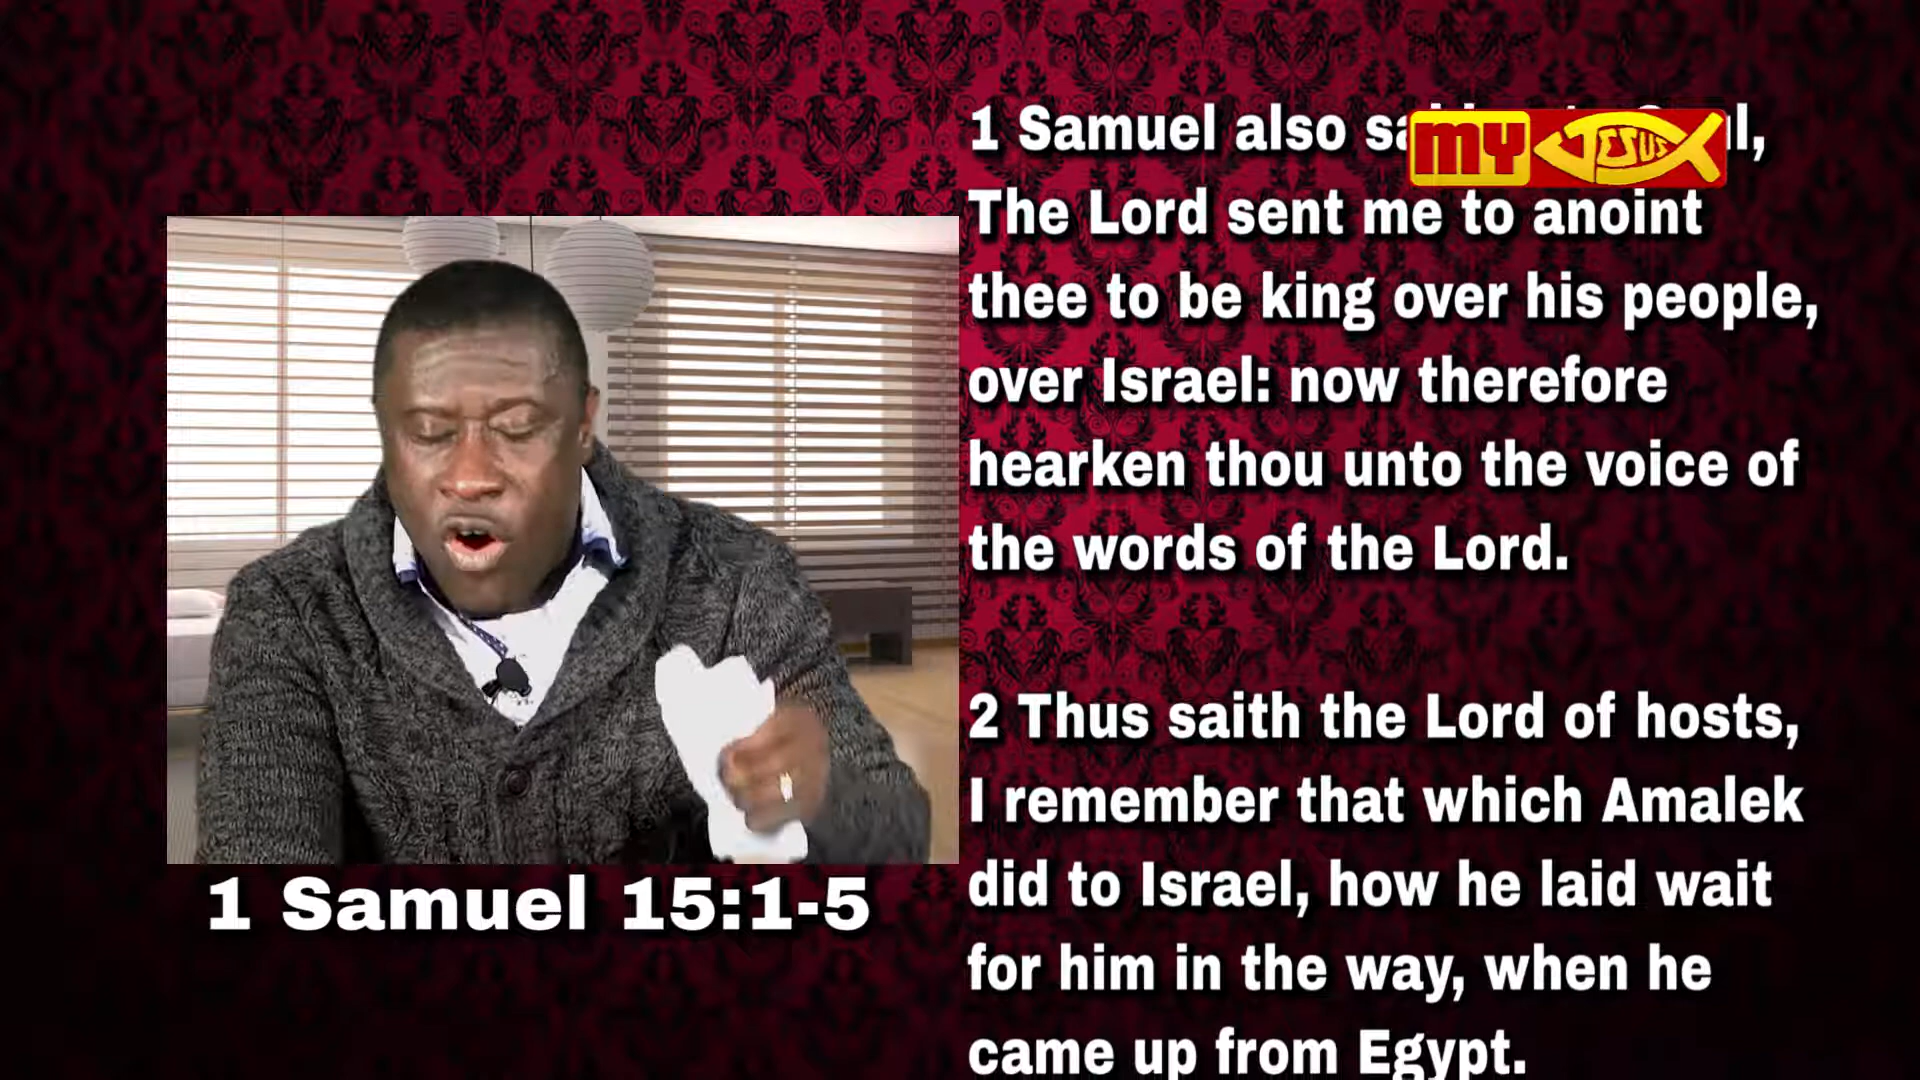 1 Samuel also
MY JESUS
The Lord sent me to anoint
thee to be king over his people,
over Israel: now therefore
hearken thou unto the voice of
the words of the Lord.
2 Thus saith the Lord of hosts,
I remember that which Amalek
did to Israel, how he laid wait
for him in the way, when he
came up from Egypt.
1 Samuel 15:1-5